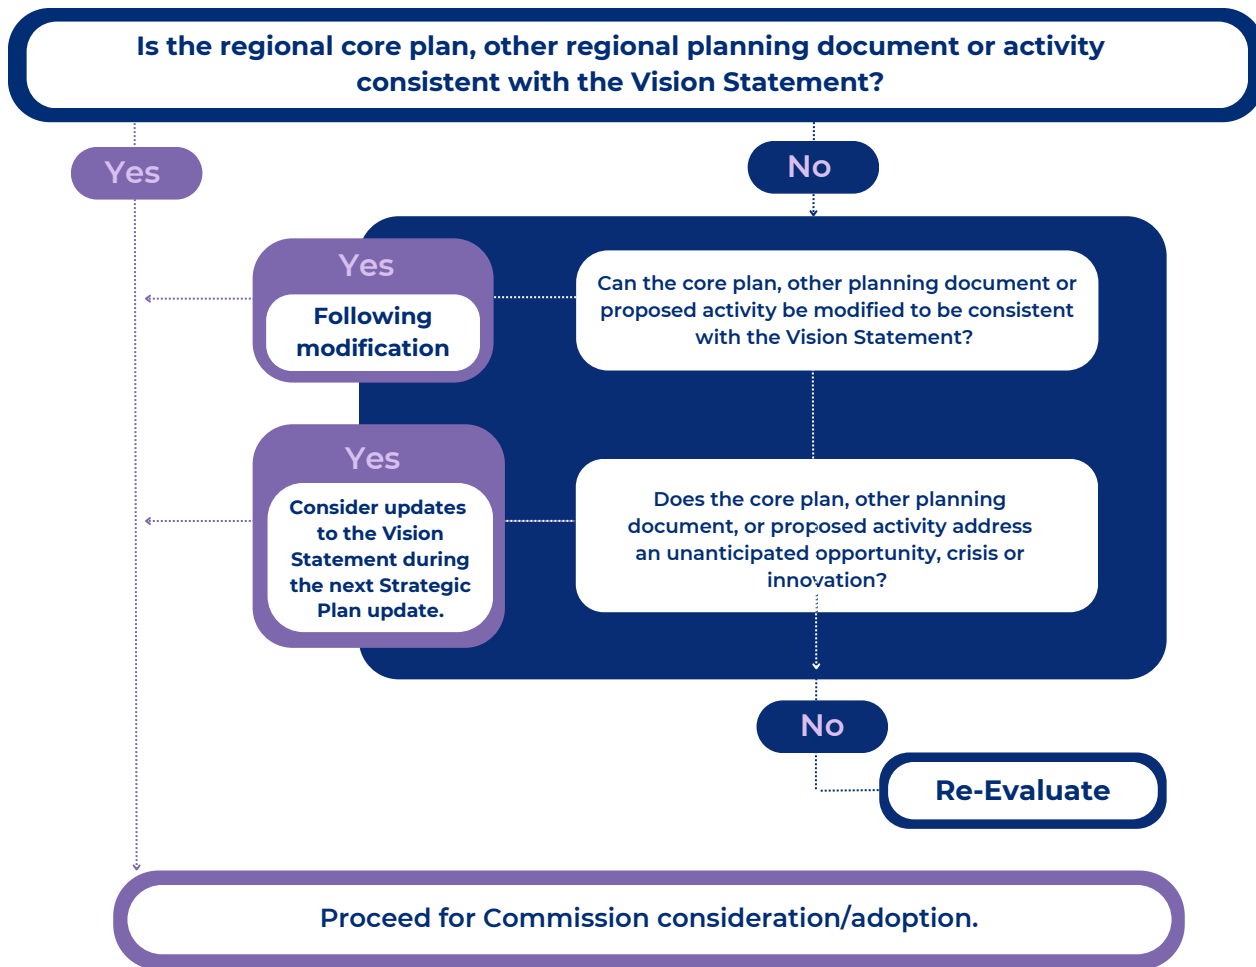 Is the regional core plan, other regional planning document or activity
consistent with the Vision Statement?
Yes
No
Yes
Following
modification
Can the core plan, other planning document or
proposed activity be modified to be consistent
with the Vision Statement?
Yes
Consider updates
to the Vision
Statement during
the next Strategic
Plan update.
Does the core plan, other planning
document, or proposed activity address
an unanticipated opportunity, crisis or
innovation?
No
Re-Evaluate
Proceed for Commission consideration/adoption.